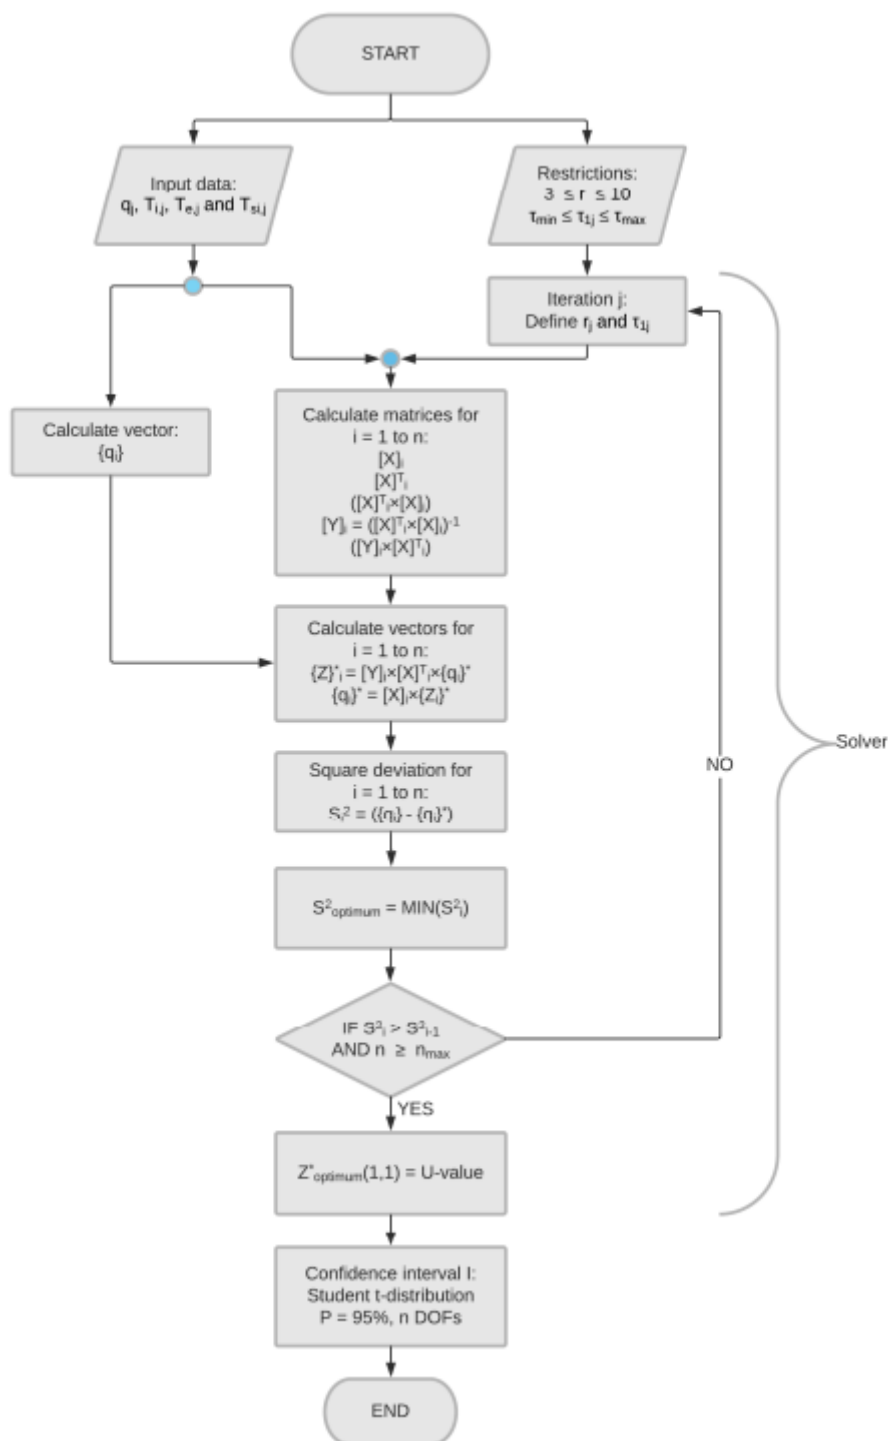 START
Input data:
qⱼ, Tᵢ,ⱼ, Tₑ,ⱼ and Tₛᵢ,ⱼ
Restrictions:
3 ≤ r ≤ 10
τₘᵢₙ ≤ τ₁ⱼ ≤ τₘₐₓ
Iteration j:
Define rⱼ and τ₁ⱼ
Calculate vector:
{qᵢ}
Calculate matrices for
i = 1 to n:
[X]ᵢ
[X]ᵀᵢ
([X]ᵀᵢ×[X]ᵢ)
[Y]ᵢ = ([X]ᵀᵢ×[X]ᵢ)⁻¹
([Y]ᵢ×[X]ᵀᵢ)
Calculate vectors for
i = 1 to n:
{Z}*ᵢ = [Y]ᵢ×[X]ᵀᵢ×{qᵢ}*
{qᵢ}* = [X]ᵢ×{Zᵢ}*
Square deviation for
i = 1 to n:
Sᵢ² = ({qᵢ} - {qᵢ}*)
S²optimum = MIN(S²ᵢ)
IF S²ᵢ > S²ᵢ₋₁
AND n ≥ nₘₐₓ
NO
Solver
YES
Z*optimum(1,1) = U-value
Confidence interval I:
Student t-distribution
P = 95%, n DOFs
END